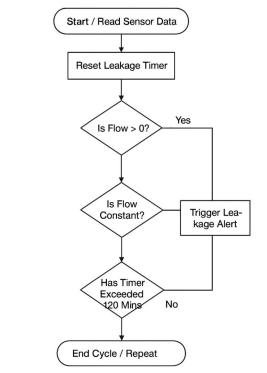 Start / Read Sensor Data
Reset Leakage Timer
Is Flow > 0?
Yes
Is Flow
Constant?
Trigger Lea-
kage Alert
Has Timer
Exceeded
120 Mins
No
End Cycle / Repeat